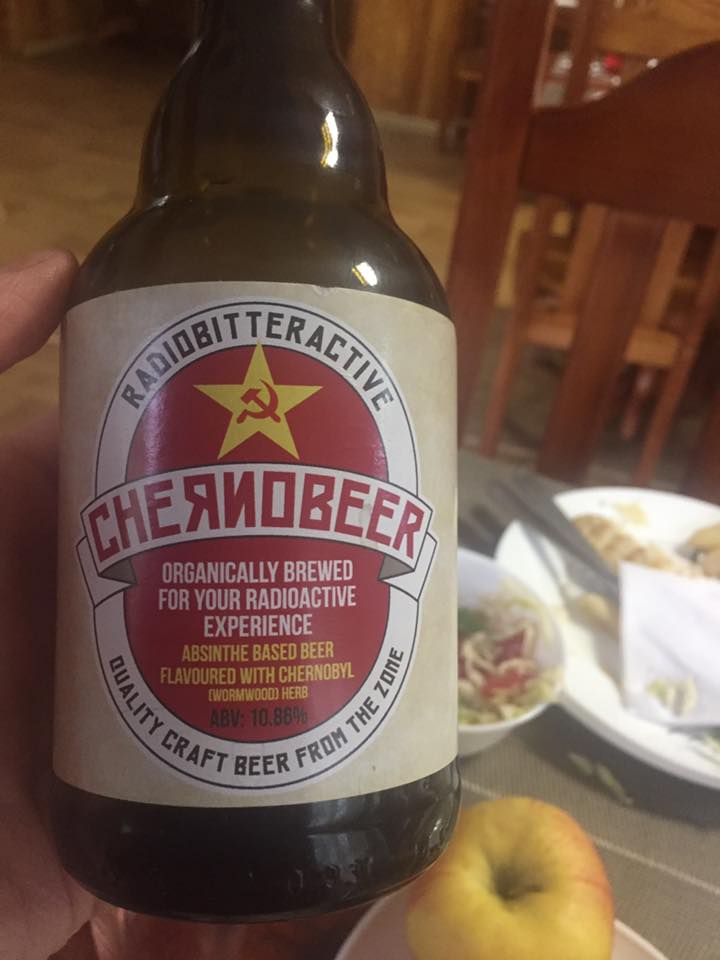 RADIOBITTERACTIVE
CHEЯNOBEER
ORGANICALLY BREWED
FOR YOUR RADIOACTIVE
EXPERIENCE
ABSINTHE BASED BEER
FLAVOURED WITH CHERNOBYL
(WORMWOOD) HERB
ABV: 10.86%
QUALITY CRAFT BEER FROM THE ZONE